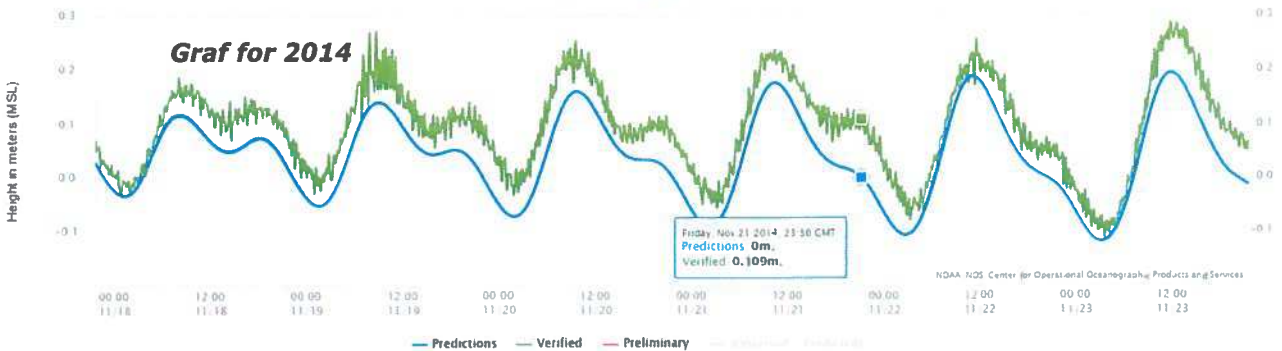 0.3
0.3
Graf for 2014
0.2
0.2
0.1
0.1
0.0
0.0
-0.1
-0.1
Height in meters (MSL)
Friday, Nov 21 2014, 23:50 GMT
Predictions 0m.
Verified 0.109m.
NOAA NOS Center for Operational Oceanographic Products and Services
00:00 12:00 00:00 12:00 00:00 12:00 00:00 12:00 00:00 12:00 00:00 12:00
11/18 11/18 11/19 11/19 11/20 11/20 11/21 11/21 11/22 11/22 11/23 11/23
Predictions Verified Preliminary